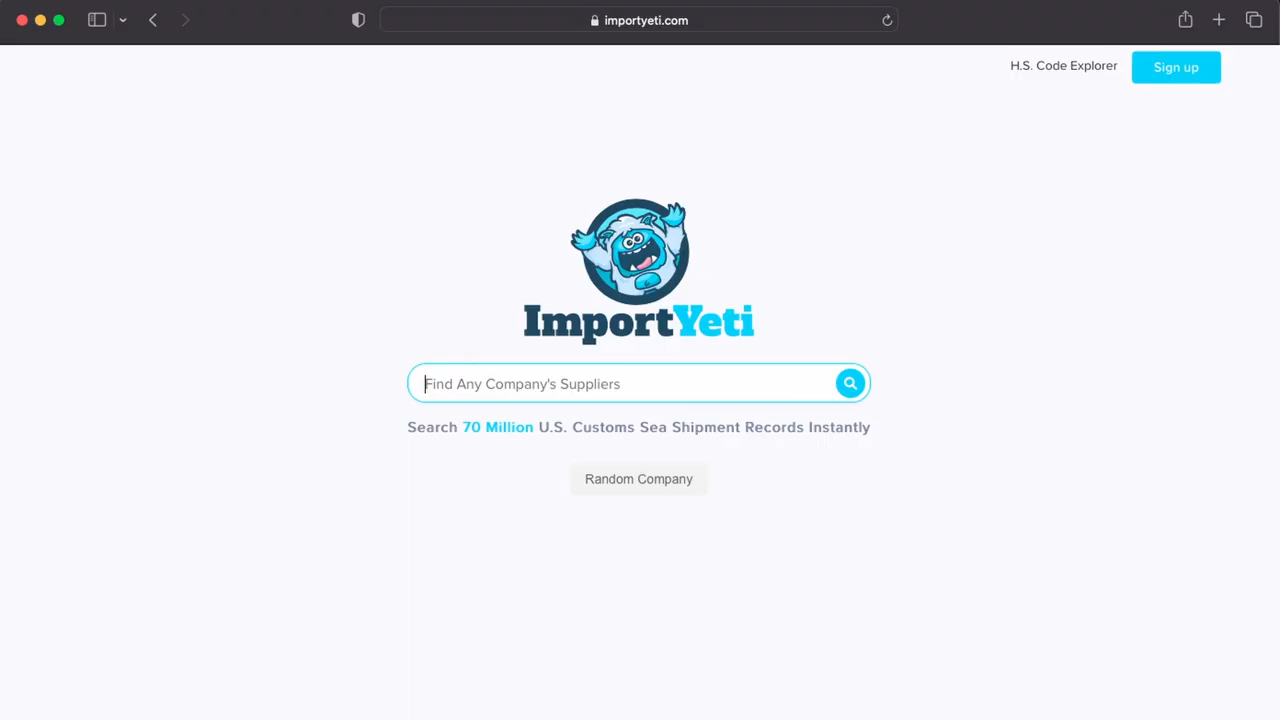 importyeti.com
H.S. Code Explorer
Sign up
ImportYeti
Find Any Company's Suppliers
Search 70 Million U.S. Customs Sea Shipment Records Instantly
Random Company